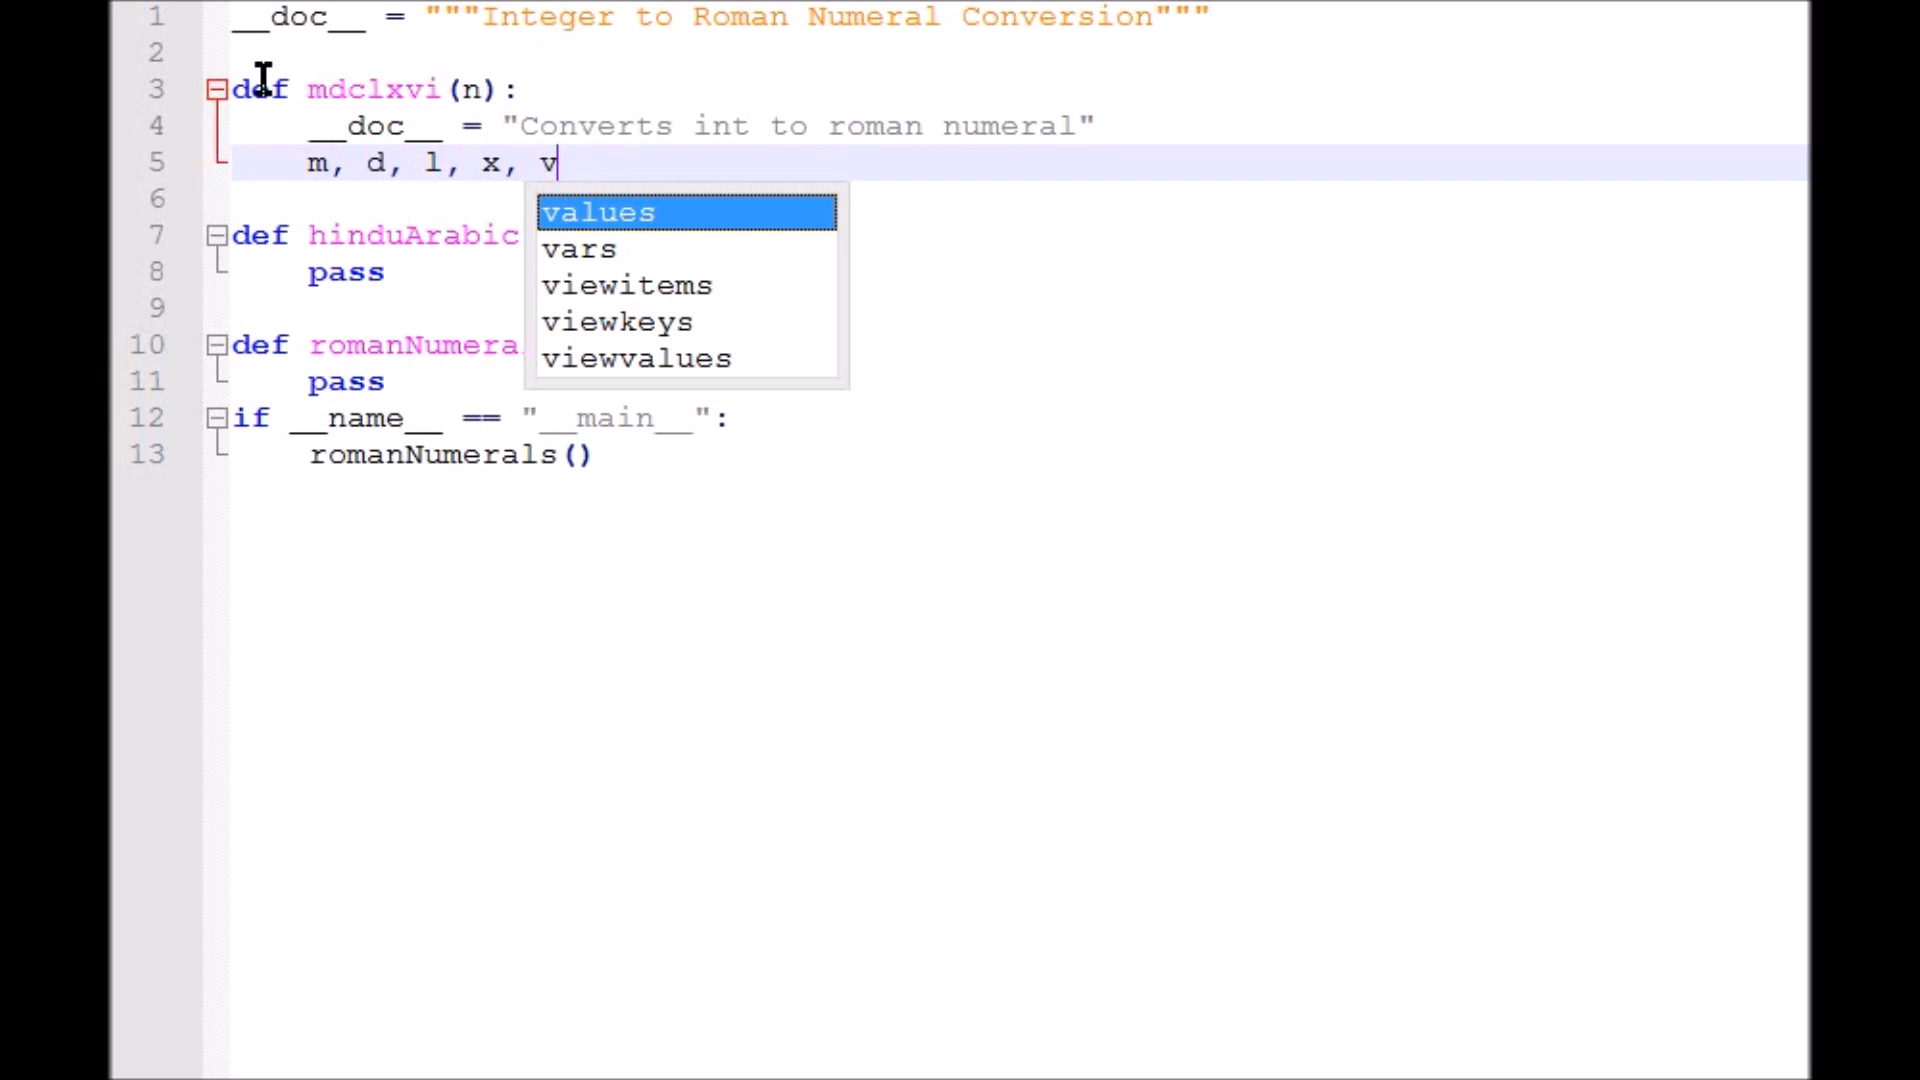 1 __doc__ = """Integer to Roman Numeral Conversion"""
2
3 def mdclxvi(n):
4 __doc__ = "Converts int to roman numeral"
5 m, d, l, x, v
6
7 def hinduArabic
8 pass
9
10 def romanNumera
11 pass
12 if __name__ == "__main__":
13 romanNumerals()
values
vars
viewitems
viewkeys
viewvalues